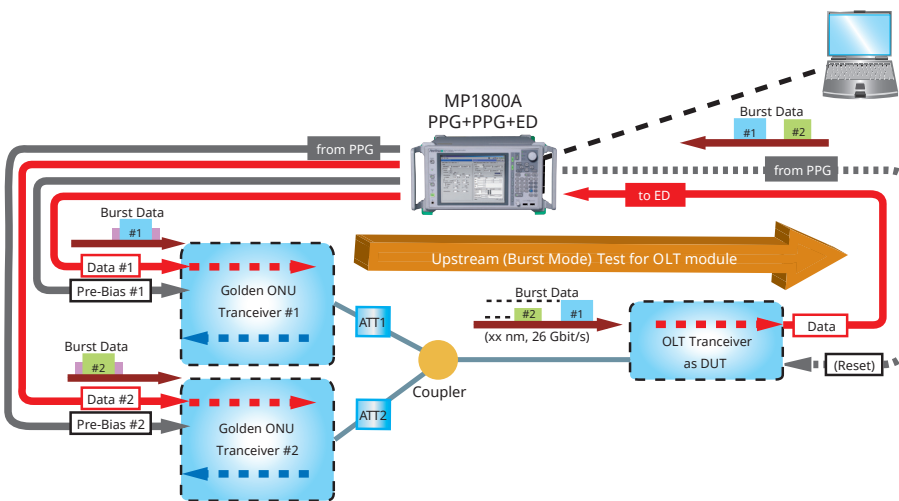 MP1800A
PPG+PPG+ED
Burst Data
#1
#2
from PPG
from PPG
to ED
Burst Data
#1
Data #1
Pre-Bias #1
Golden ONU
Tranceiver #1
Upstream (Burst Mode) Test for OLT module
ATT1
Burst Data
#2
#1
(xx nm, 26 Gbit/s)
OLT Tranceiver
as DUT
Data
(Reset)
Burst Data
#2
Data #2
Pre-Bias #2
Golden ONU
Tranceiver #2
ATT2
Coupler